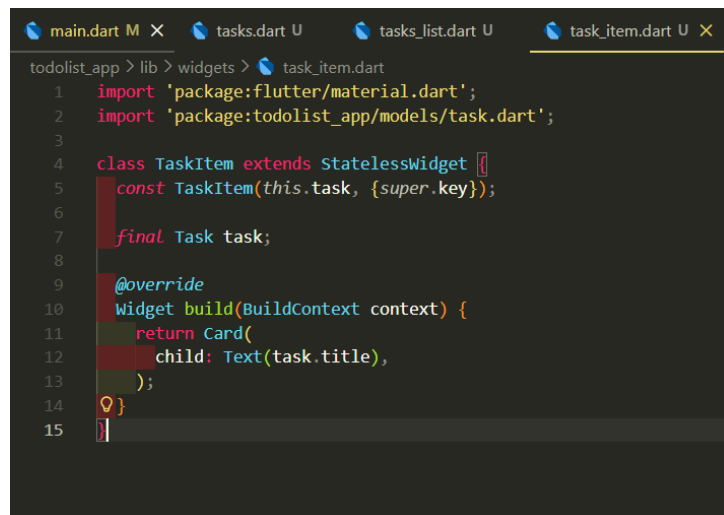 main.dart M × tasks.dart U tasks_list.dart U task_item.dart U ×
todolist_app > lib > widgets > task_item.dart
1 import 'package:flutter/material.dart';
2 import 'package:todolist_app/models/task.dart';
3
4 class TaskItem extends StatelessWidget {
5   const TaskItem(this.task, {super.key});
6
7   final Task task;
8
9   @override
10   Widget build(BuildContext context) {
11     return Card(
12       child: Text(task.title),
13     );
14   }
15 }